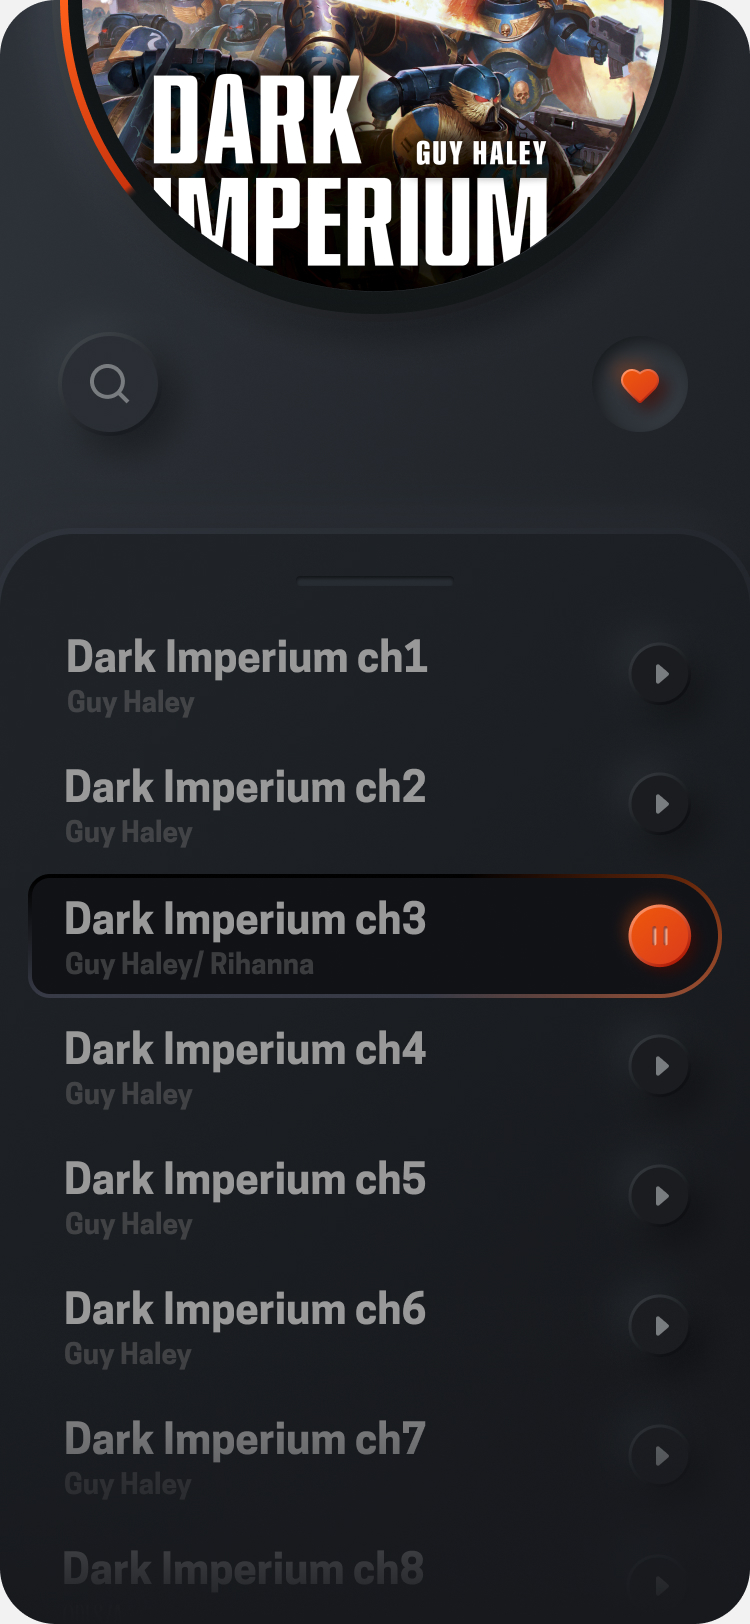 DARK
GUY HALEY
IMPERIUM
Dark Imperium ch1
Guy Haley
Dark Imperium ch2
Guy Haley
Dark Imperium ch3
Guy Haley/ Rihanna
Dark Imperium ch4
Guy Haley
Dark Imperium ch5
Guy Haley
Dark Imperium ch6
Guy Haley
Dark Imperium ch7
Guy Haley
Dark Imperium ch8